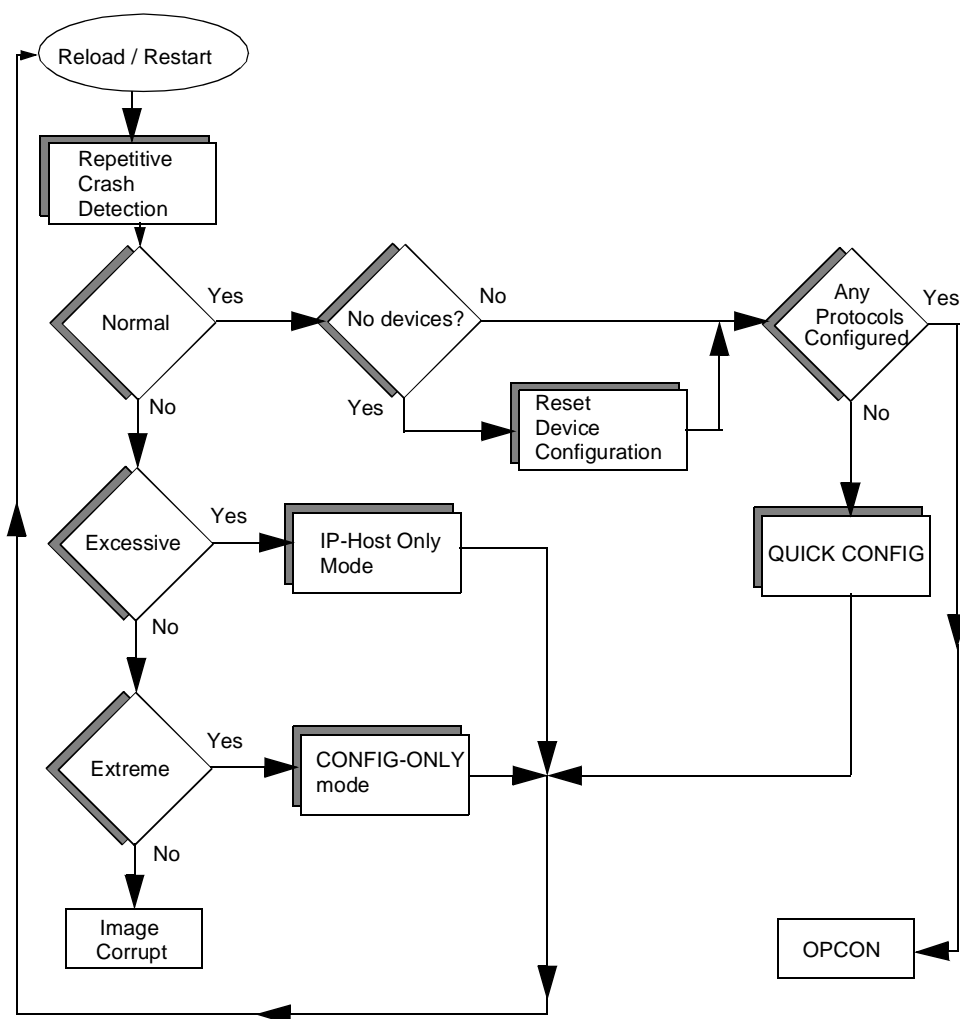 Reload / Restart
Repetitive
Crash
Detection
Normal
Yes
No devices?
No
Any
Protocols
Configured
Yes
No
Yes
Reset
Device
Configuration
No
Excessive
Yes
IP-Host Only
Mode
QUICK CONFIG
No
Extreme
Yes
CONFIG-ONLY
mode
No
Image
Corrupt
OPCON